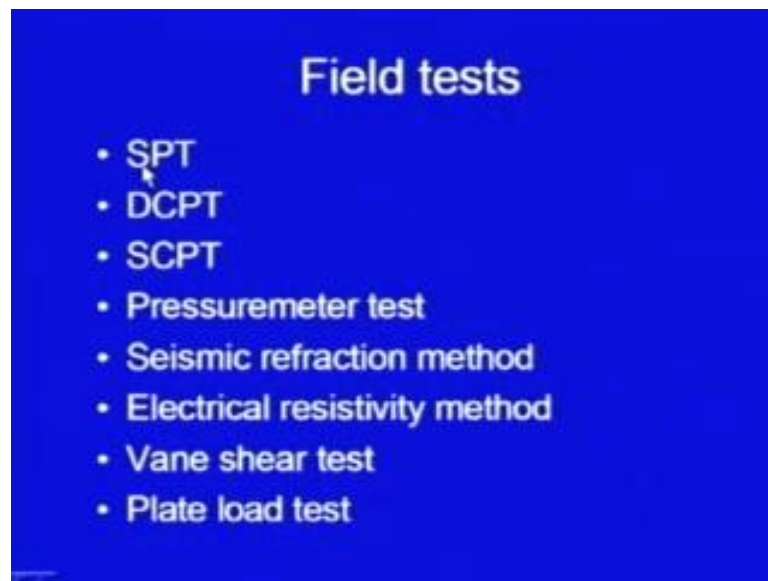 Field tests
• SPT
• DCPT
• SCPT
• Pressuremeter test
• Seismic refraction method
• Electrical resistivity method
• Vane shear test
• Plate load test